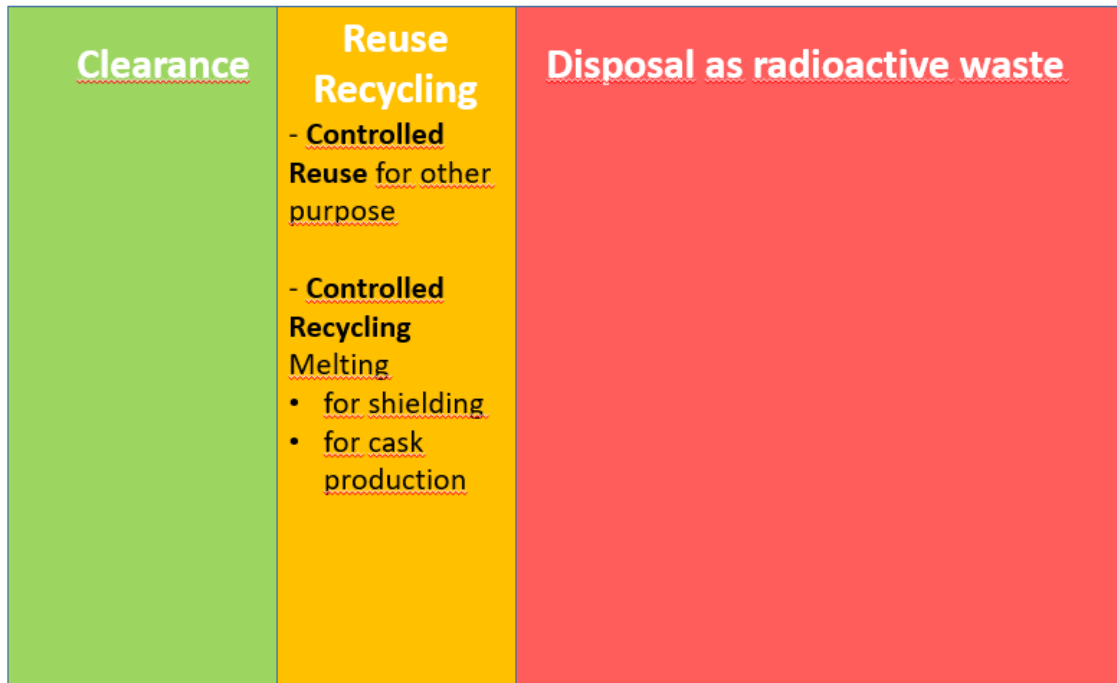 Clearance
Reuse
Recycling
- Controlled
Reuse for other
purpose
- Controlled
Recycling
Melting
• for shielding
• for cask
production
Disposal as radioactive waste